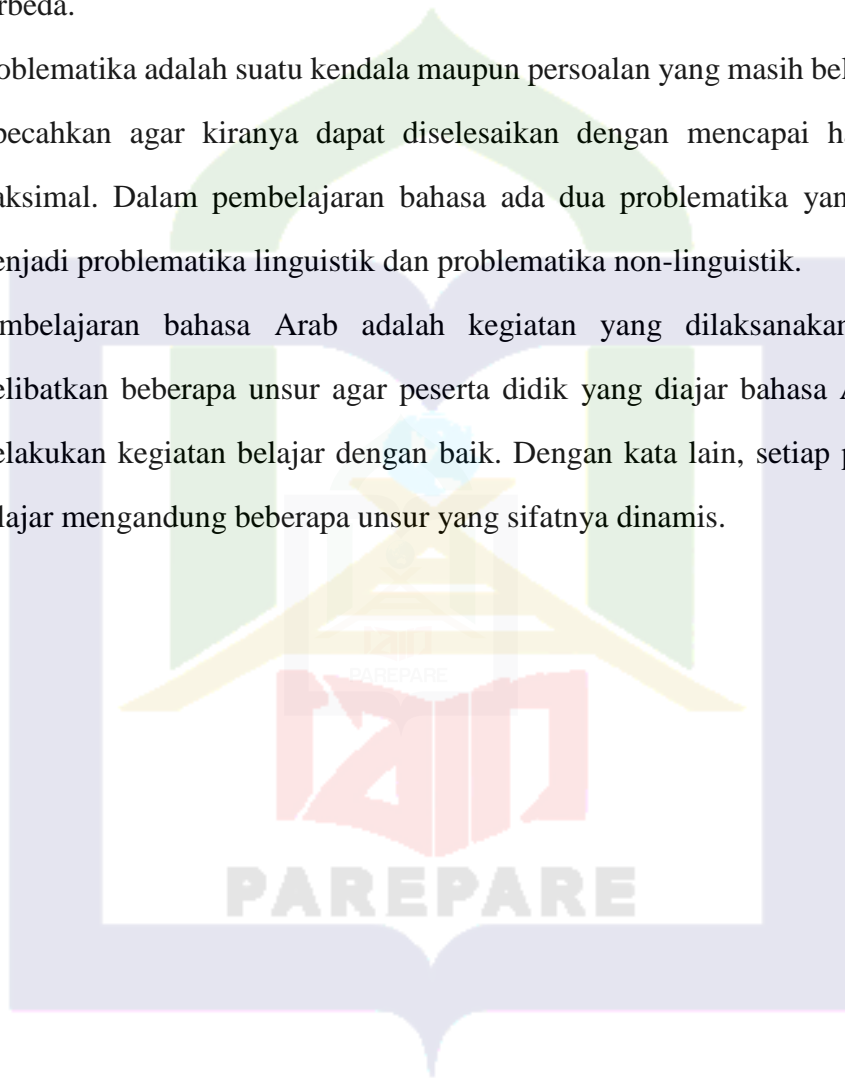 rbeda.
oblematika adalah suatu kendala maupun persoalan yang masih bel
pecahkan agar kiranya dapat diselesaikan dengan mencapai ha
aksimal. Dalam pembelajaran bahasa ada dua problematika yan
enjadi problematika linguistik dan problematika non-linguistik.
mbelajaran bahasa Arab adalah kegiatan yang dilaksanakan
elibatkan beberapa unsur agar peserta didik yang diajar bahasa A
elakukan kegiatan belajar dengan baik. Dengan kata lain, setiap p
lajar mengandung beberapa unsur yang sifatnya dinamis.
IAIN
PAREPARE
IAIN
PAREPARE